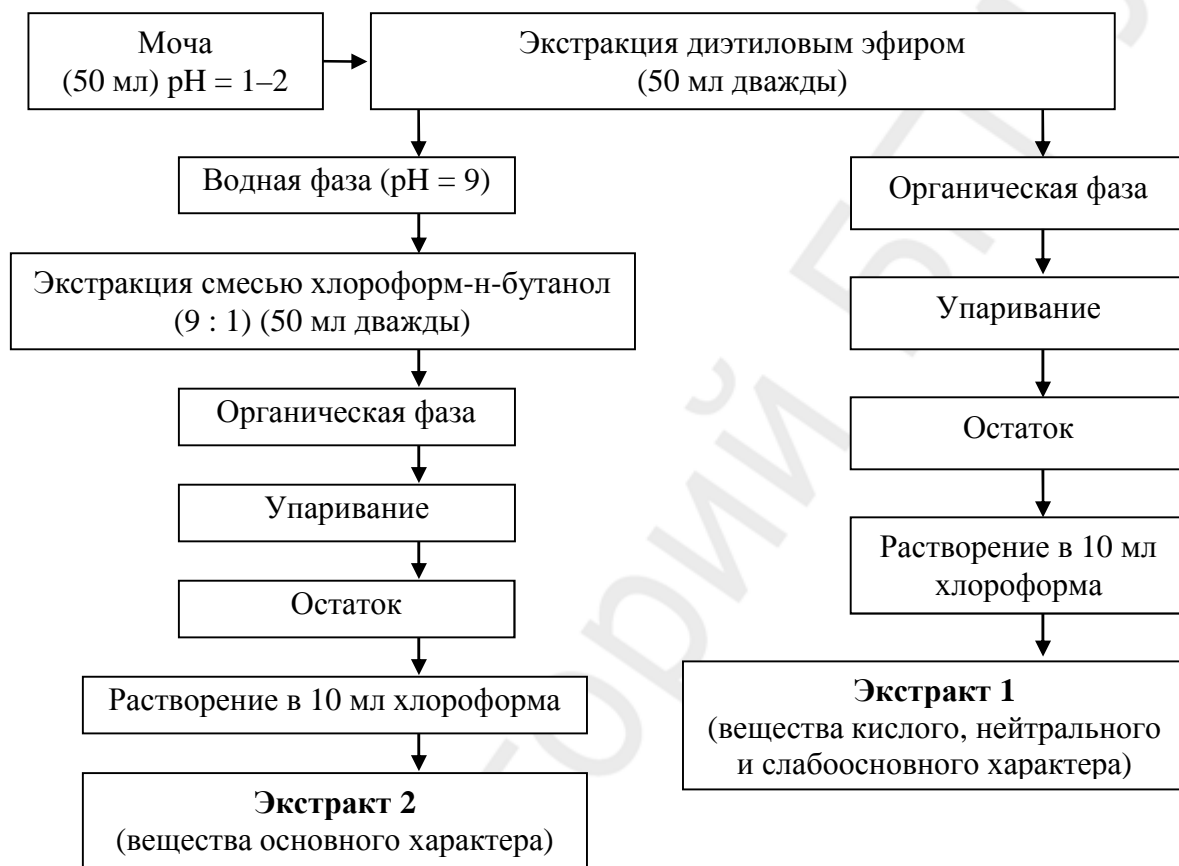 Моча
(50 мл) pH = 1–2
Экстракция диэтиловым эфиром
(50 мл дважды)
Водная фаза (pH = 9)
Экстракция смесью хлороформ-н-бутанол
(9 : 1) (50 мл дважды)
Органическая фаза
Упаривание
Остаток
Растворение в 10 мл хлороформа
Экстракт 2
(вещества основного характера)
Органическая фаза
Упаривание
Остаток
Растворение в 10 мл
хлороформа
Экстракт 1
(вещества кислого, нейтрального
и слабоосновного характера)